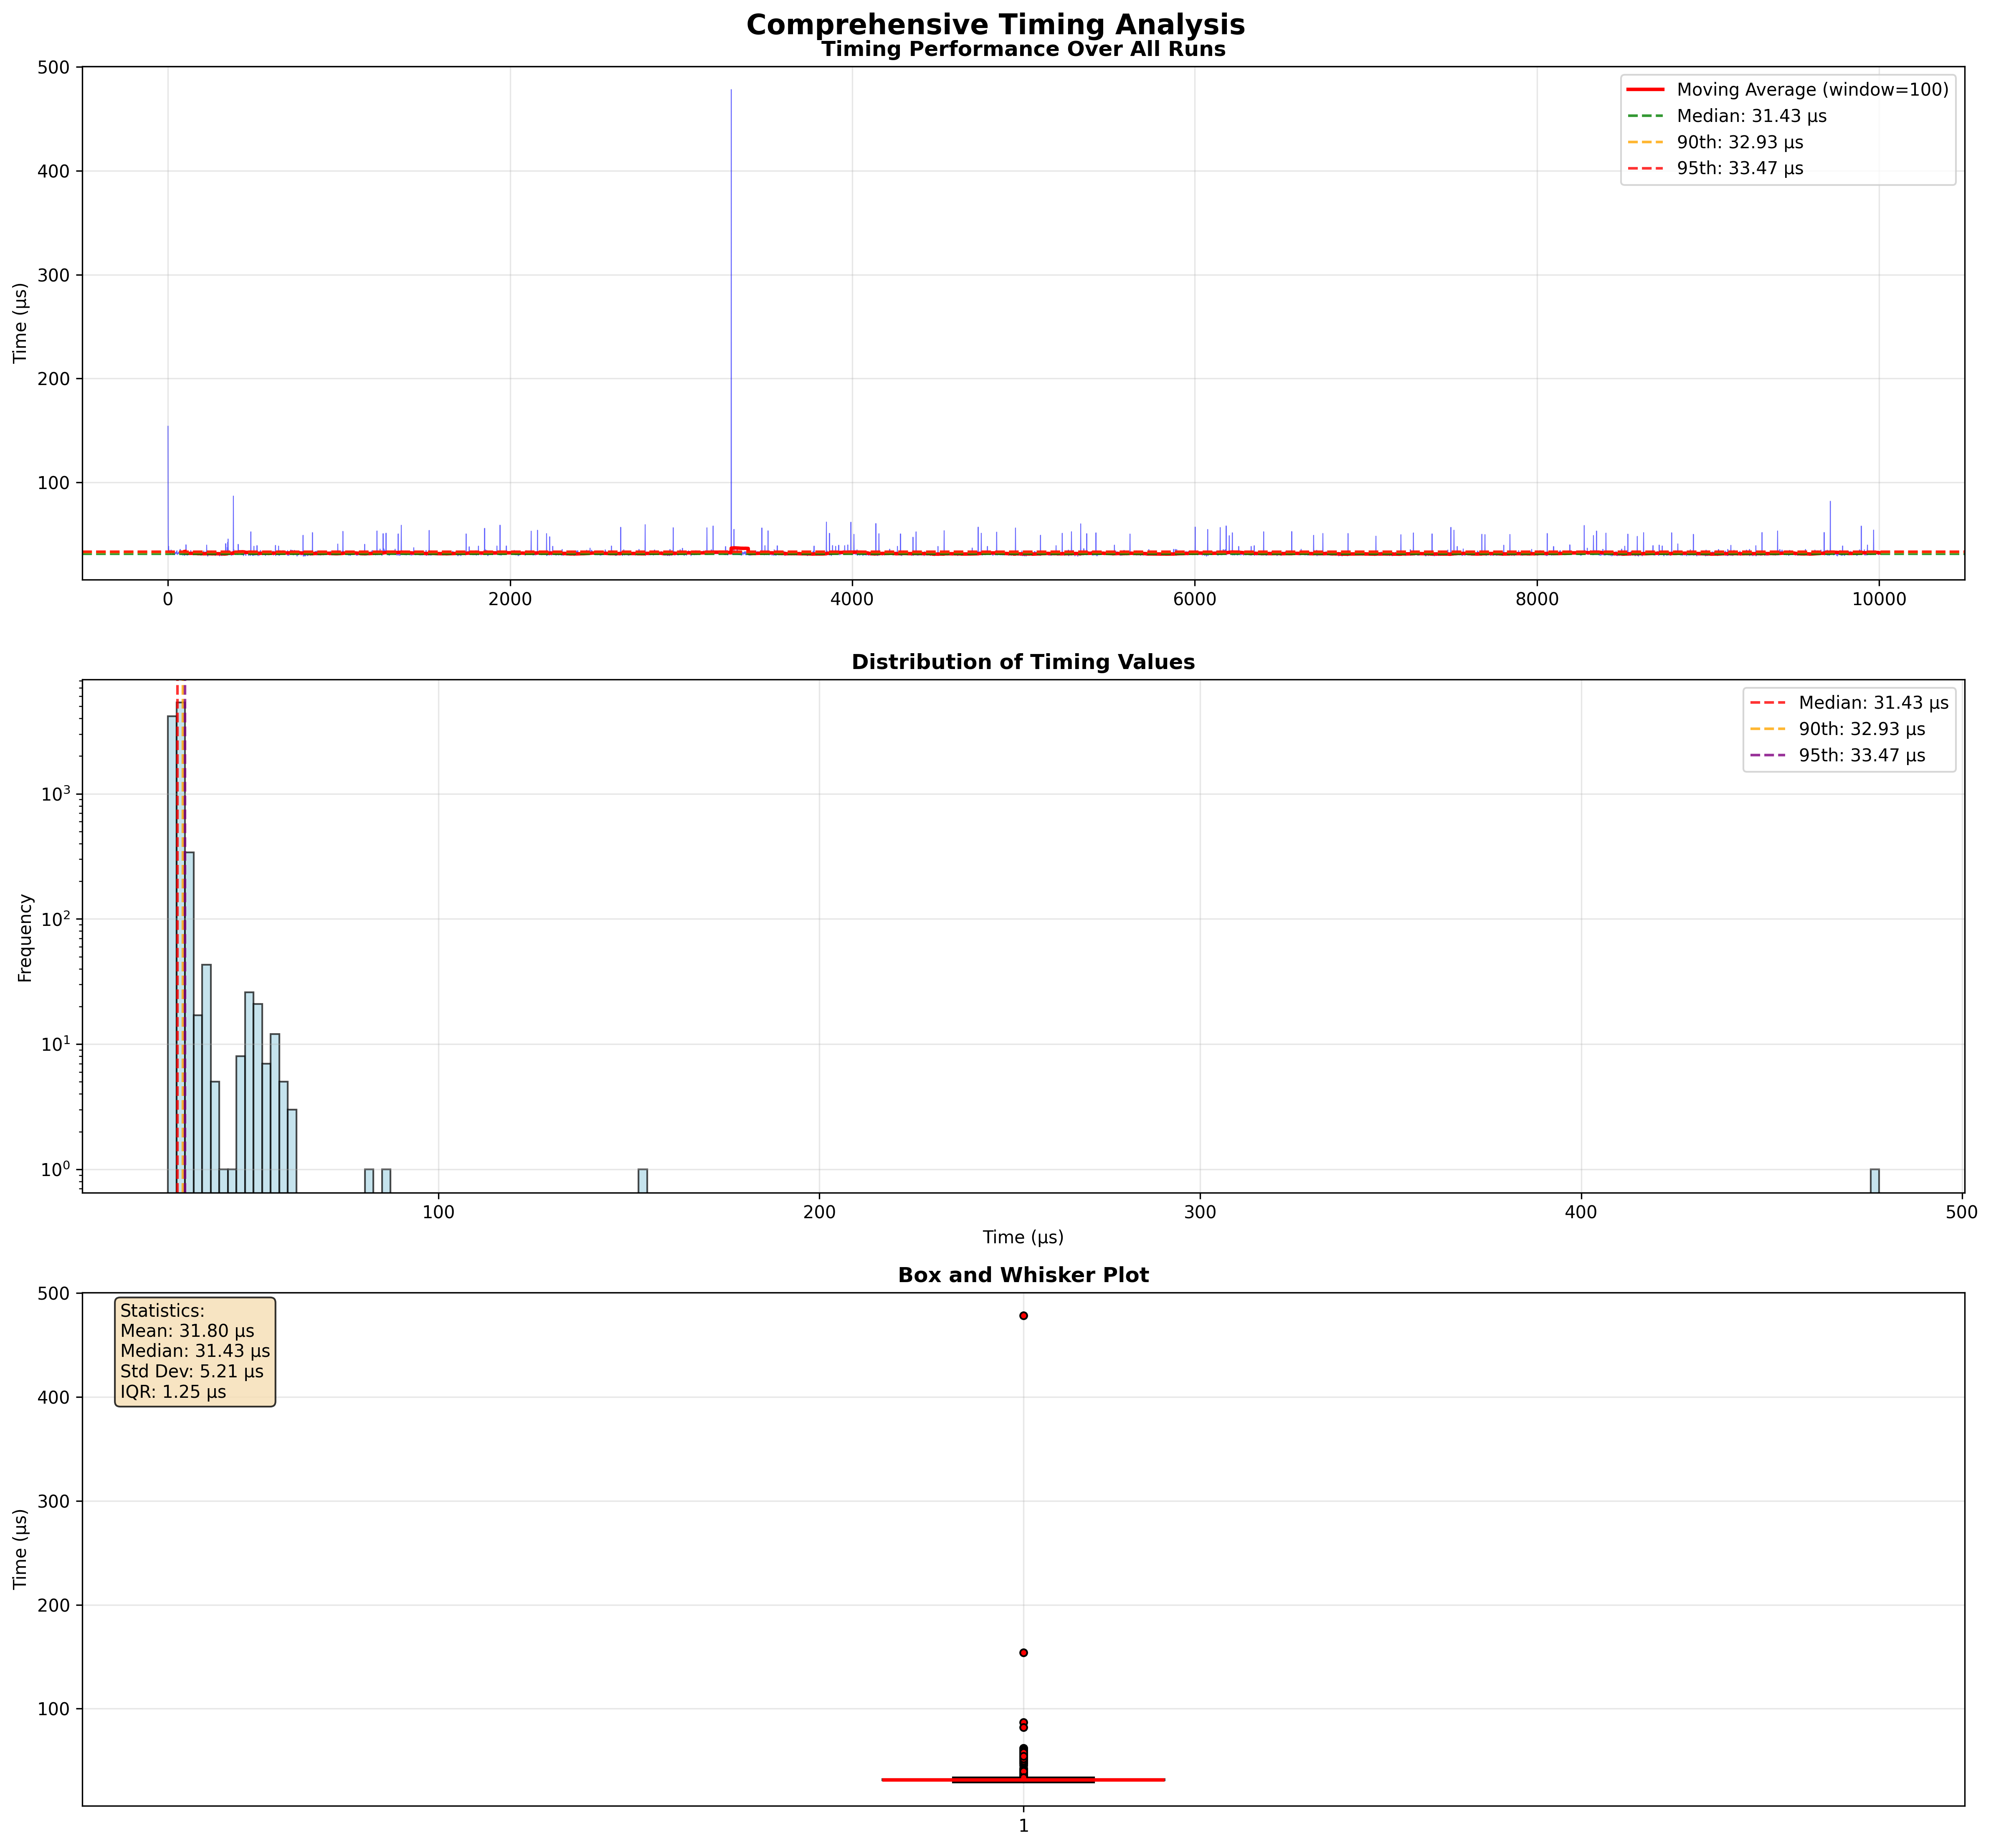 Comprehensive Timing Analysis
Timing Performance Over All Runs
Time (µs)
500
400
300
200
100
Moving Average (window=100)
Median: 31.43 µs
90th: 32.93 µs
95th: 33.47 µs
0 2000 4000 6000 8000 10000
Distribution of Timing Values
Frequency
10³
10²
10¹
10⁰
Median: 31.43 µs
90th: 32.93 µs
95th: 33.47 µs
100 200 300 400 500
Time (µs)
Box and Whisker Plot
Time (µs)
500
400
300
200
100
Statistics:
Mean: 31.80 µs
Median: 31.43 µs
Std Dev: 5.21 µs
IQR: 1.25 µs
1